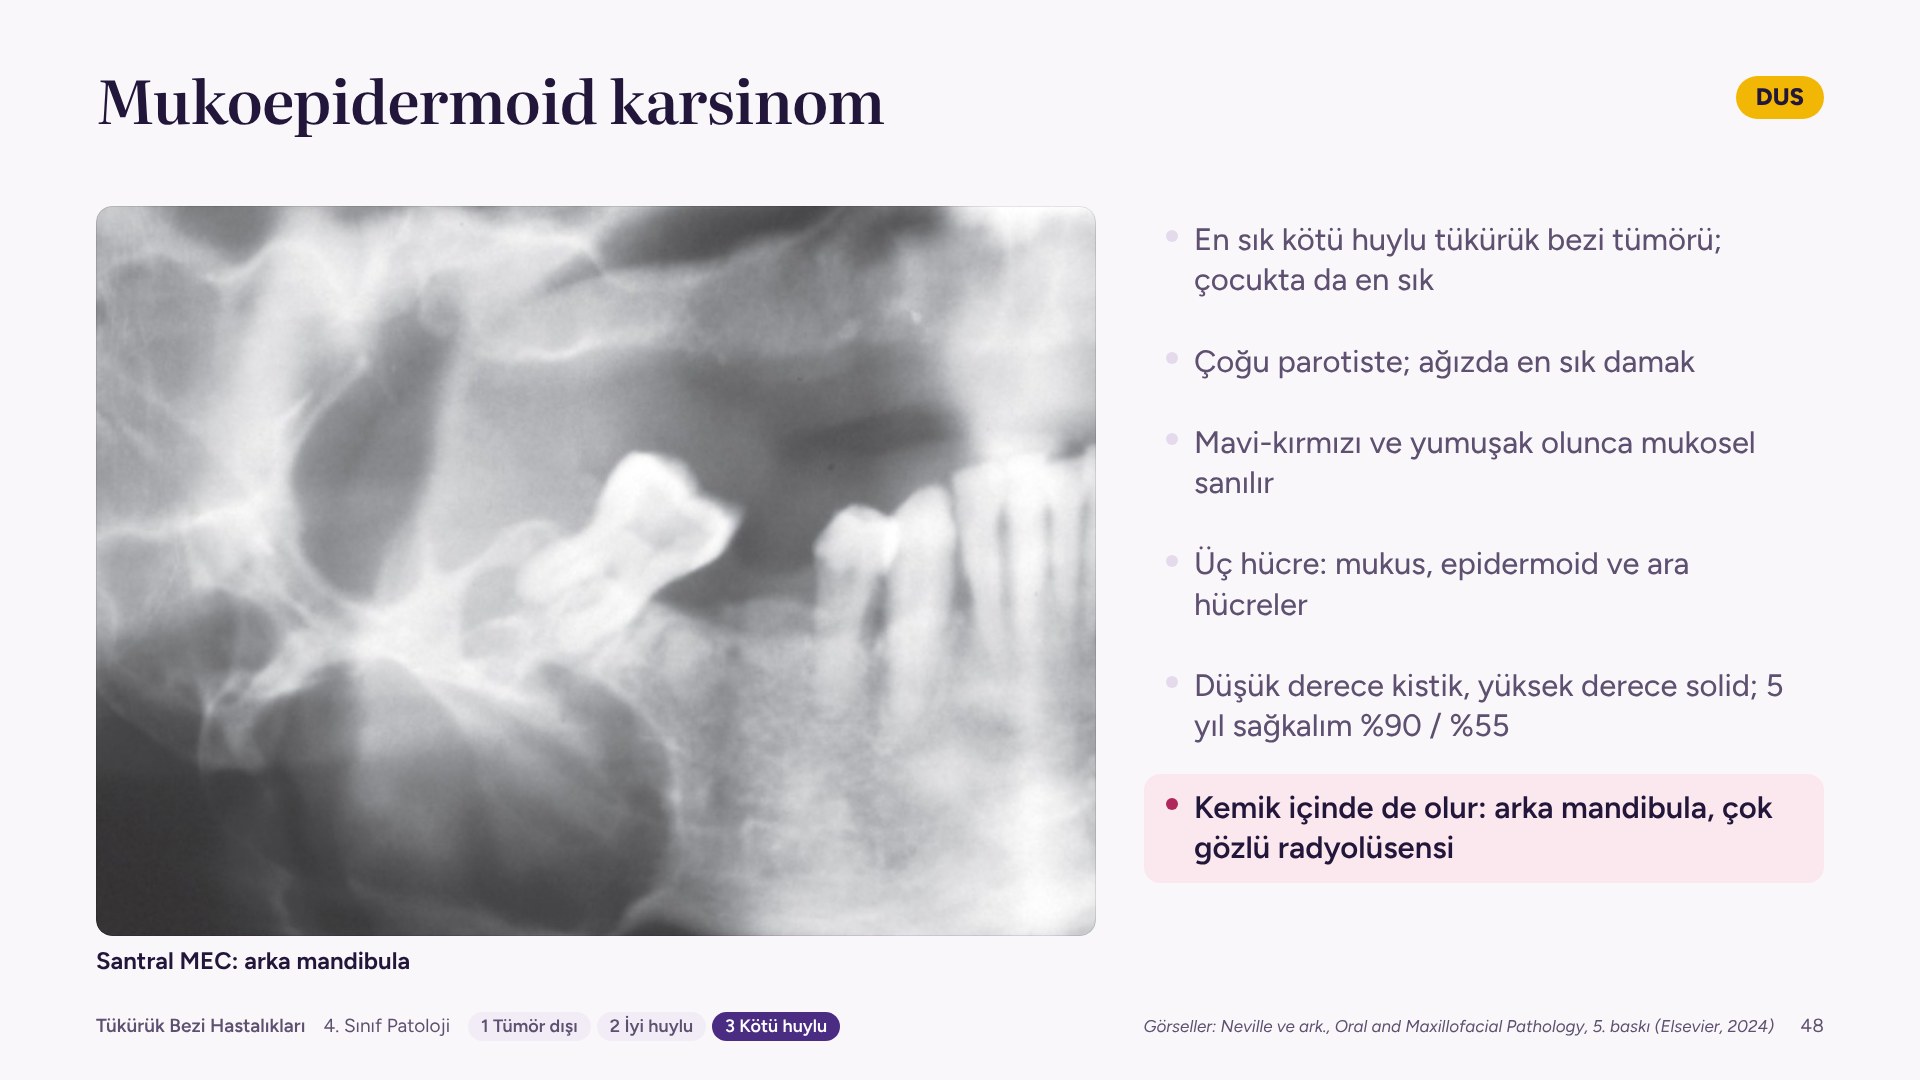 Mukoepidermoid karsinom
DUS
En sık kötü huylu tükürük bezi tümörü;
çocukta da en sık
Çoğu parotiste; ağızda en sık damak
Mavi-kırmızı ve yumuşak olunca mukosel
sanılır
Üç hücre: mukus, epidermoid ve ara
hücreler
Düşük derece kistik, yüksek derece solid; 5
yıl sağkalım %90 / %55
Kemik içinde de olur: arka mandibula, çok
gözlü radyolüsensi
Santral MEC: arka mandibula
Tükürük Bezi Hastalıkları 4. Sınıf Patoloji 1 Tümör dışı 2 İyi huylu 3 Kötü huylu
Görseller: Neville ve ark., Oral and Maxillofacial Pathology, 5. baskı (Elsevier, 2024) 48